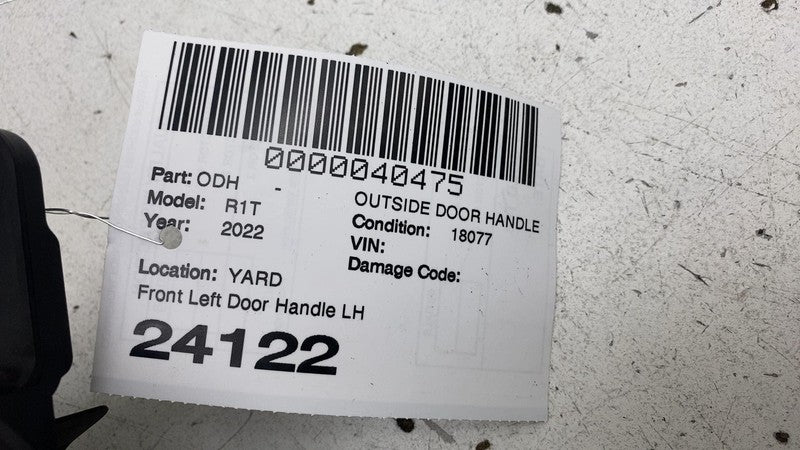 0000040475
Part: ODH - OUTSIDE DOOR HANDLE
Model: R1T Condition: 18077
Year: 2022 VIN:
Damage Code:
Location: YARD
Front Left Door Handle LH
24122